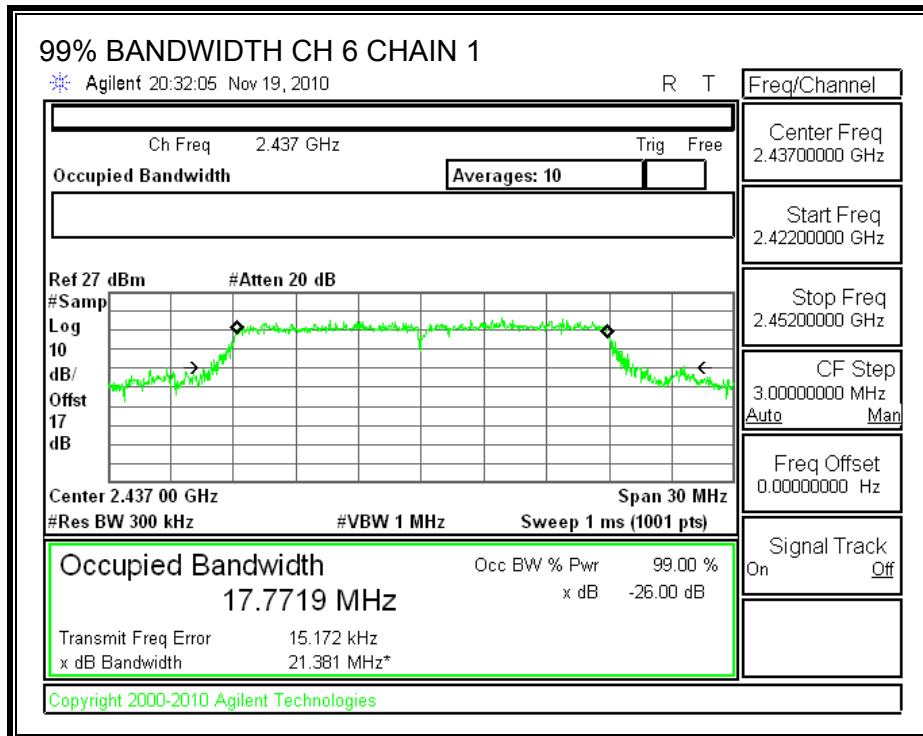 99% BANDWIDTH CH 6 CHAIN 1
Agilent 20:32:05 Nov 19, 2010 R T
Freq/Channel
Ch Freq 2.437 GHz Trig Free
Occupied Bandwidth Averages: 10
Ref 27 dBm #Atten 20 dB
#Samp
Log
10
dB/
Offst
17
dB
Center 2.437 00 GHz Span 30 MHz
#Res BW 300 kHz #VBW 1 MHz Sweep 1 ms (1001 pts)
Occupied Bandwidth Occ BW % Pwr 99.00 %
17.7719 MHz x dB -26.00 dB
Transmit Freq Error 15.172 kHz
x dB Bandwidth 21.381 MHz*
Copyright 2000-2010 Agilent Technologies
Center Freq
2.43700000 GHz
Start Freq
2.42200000 GHz
Stop Freq
2.45200000 GHz
CF Step
3.00000000 MHz
Auto Man
Freq Offset
0.00000000 Hz
Signal Track
On Off